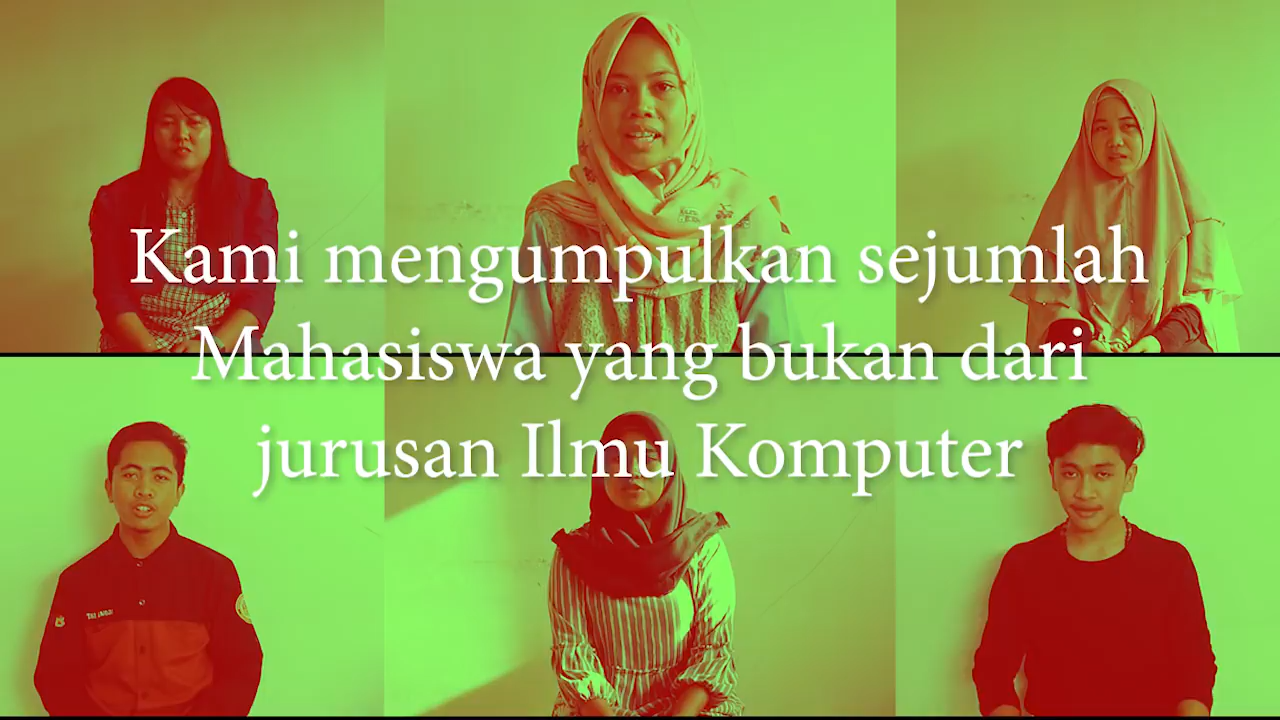 Kami mengumpulkan sejumlah
Mahasiswa yang bukan dari
jurusan Ilmu Komputer